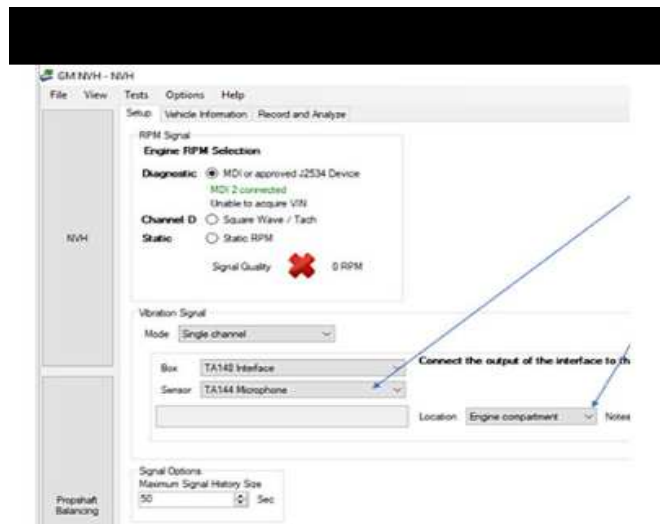 GM NVH - NVH
File View Tests Options Help
Setup Vehicle Information Record and Analyze
RPM Signal
Engine RPM Selection
Diagnostic MDI or approved J2534 Device
MDI 2 connected
Unable to acquire VIN
Channel D Square Wave / Tach
Static Static RPM
Signal Quality 0 RPM
NVH
Vibration Signal
Mode Single channel
Box TA148 Interface
Connect the output of the interface to th
Sensor TA144 Microphone
Location Engine compartment Notes
Signal Options
Maximum Signal History Size
50 Sec
Propshaft
Balancing